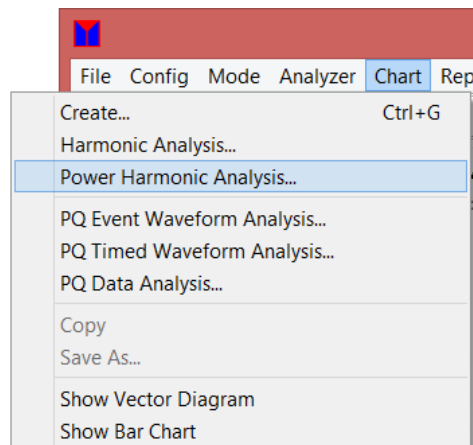 File Config Mode Analyzer Chart Rep
Create... Ctrl+G
Harmonic Analysis...
Power Harmonic Analysis...
PQ Event Waveform Analysis...
PQ Timed Waveform Analysis...
PQ Data Analysis...
Copy
Save As...
Show Vector Diagram
Show Bar Chart